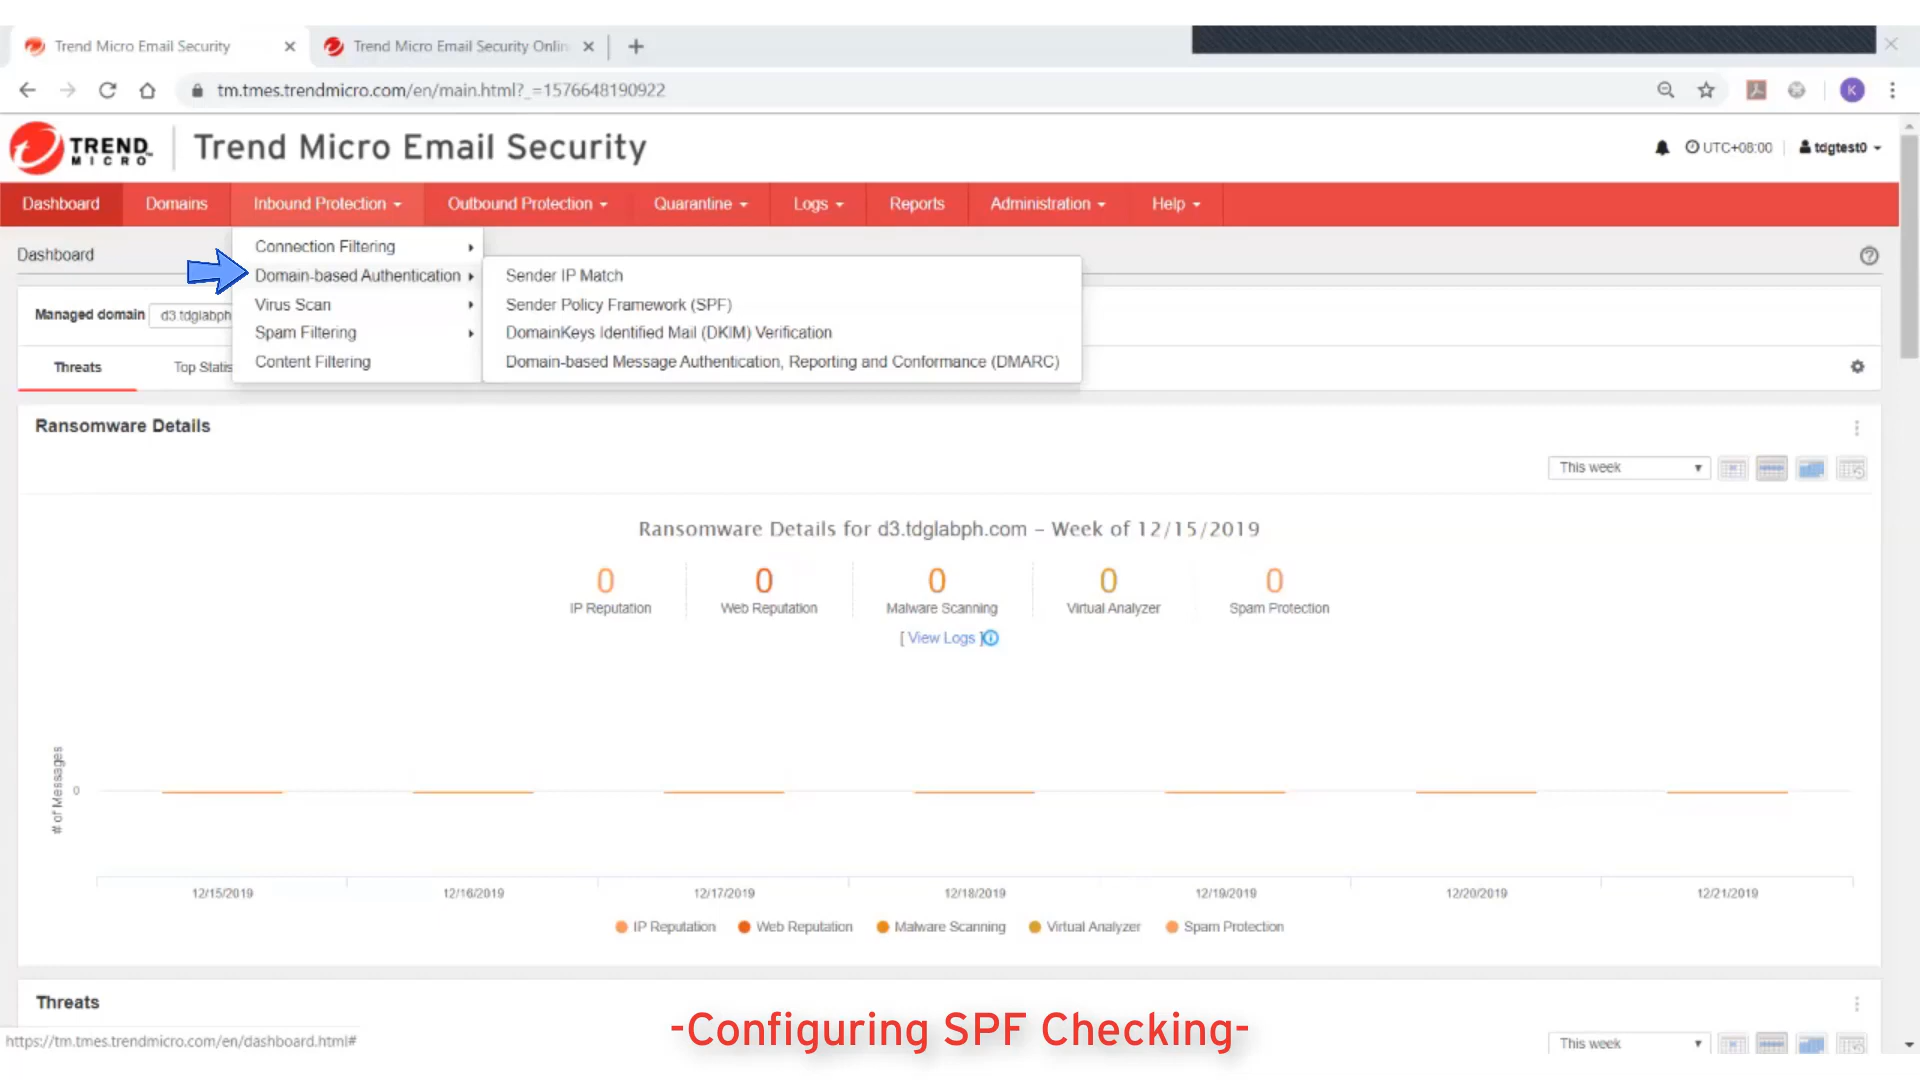 Trend Micro Email Security
Trend Micro Email Security Onlin
tm.tmes.trendmicro.com/en/main.html?_=1576648190922
K
TREND MICRO
Trend Micro Email Security
UTC+08:00
tdgtest0
Dashboard
Domains
Inbound Protection
Outbound Protection
Quarantine
Logs
Reports
Administration
Help
Dashboard
Connection Filtering
Domain-based Authentication
Virus Scan
Spam Filtering
Content Filtering
Sender IP Match
Sender Policy Framework (SPF)
DomainKeys Identified Mail (DKIM) Verification
Domain-based Message Authentication, Reporting and Conformance (DMARC)
Managed domain
d3.tdglabph
Threats
Top Statis
Ransomware Details
This week
Ransomware Details for d3.tdglabph.com – Week of 12/15/2019
0 0 0 0 0
IP Reputation Web Reputation Malware Scanning Virtual Analyzer Spam Protection
[ View Logs ]
# of Messages
0
12/15/2019 12/16/2019 12/17/2019 12/18/2019 12/19/2019 12/20/2019 12/21/2019
IP Reputation Web Reputation Malware Scanning Virtual Analyzer Spam Protection
Threats
This week
https://tm.tmes.trendmicro.com/en/dashboard.html#
-Configuring SPF Checking-